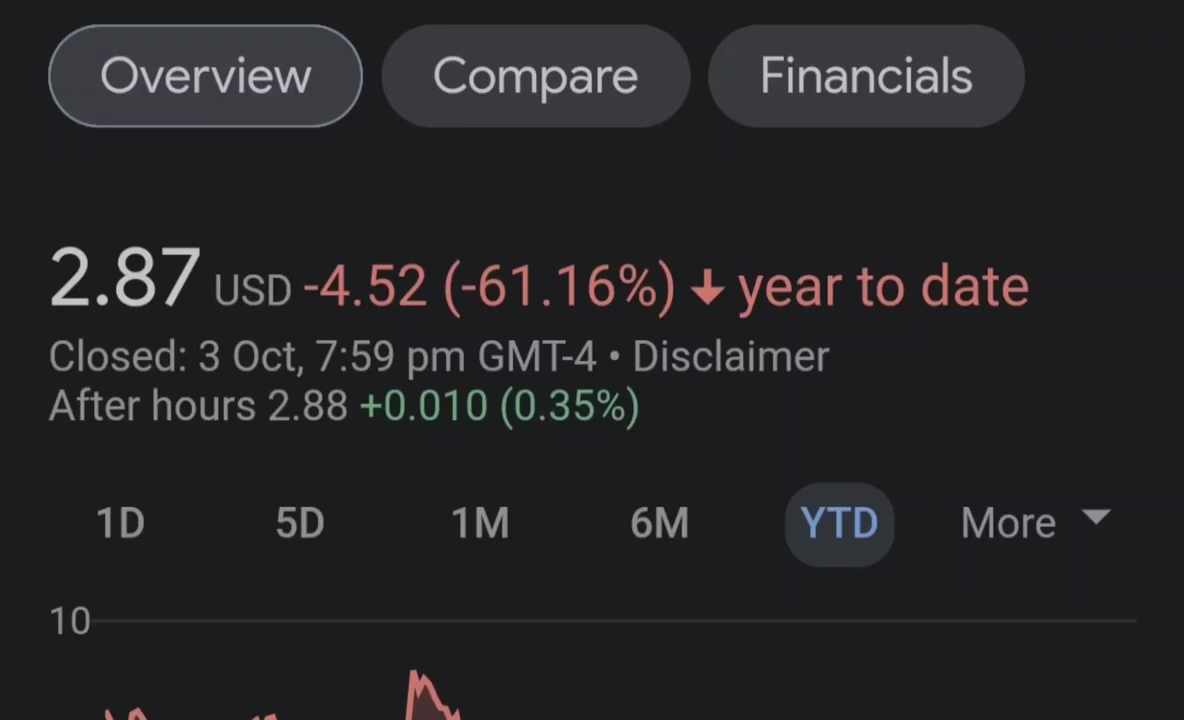 Overview Compare Financials
2.87 USD -4.52 (-61.16%) ↓ year to date
Closed: 3 Oct, 7:59 pm GMT-4 • Disclaimer
After hours 2.88 +0.010 (0.35%)
1D 5D 1M 6M YTD More
10